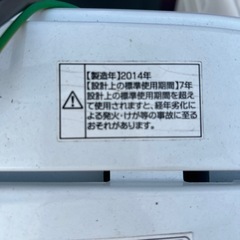 【製造年】2014年
【設計上の標準使用期間】7年
設計上の標準使用期間を超え
て使用されますと、経年劣化に
よる発火・けが等の事故に至る
おそれがあります。